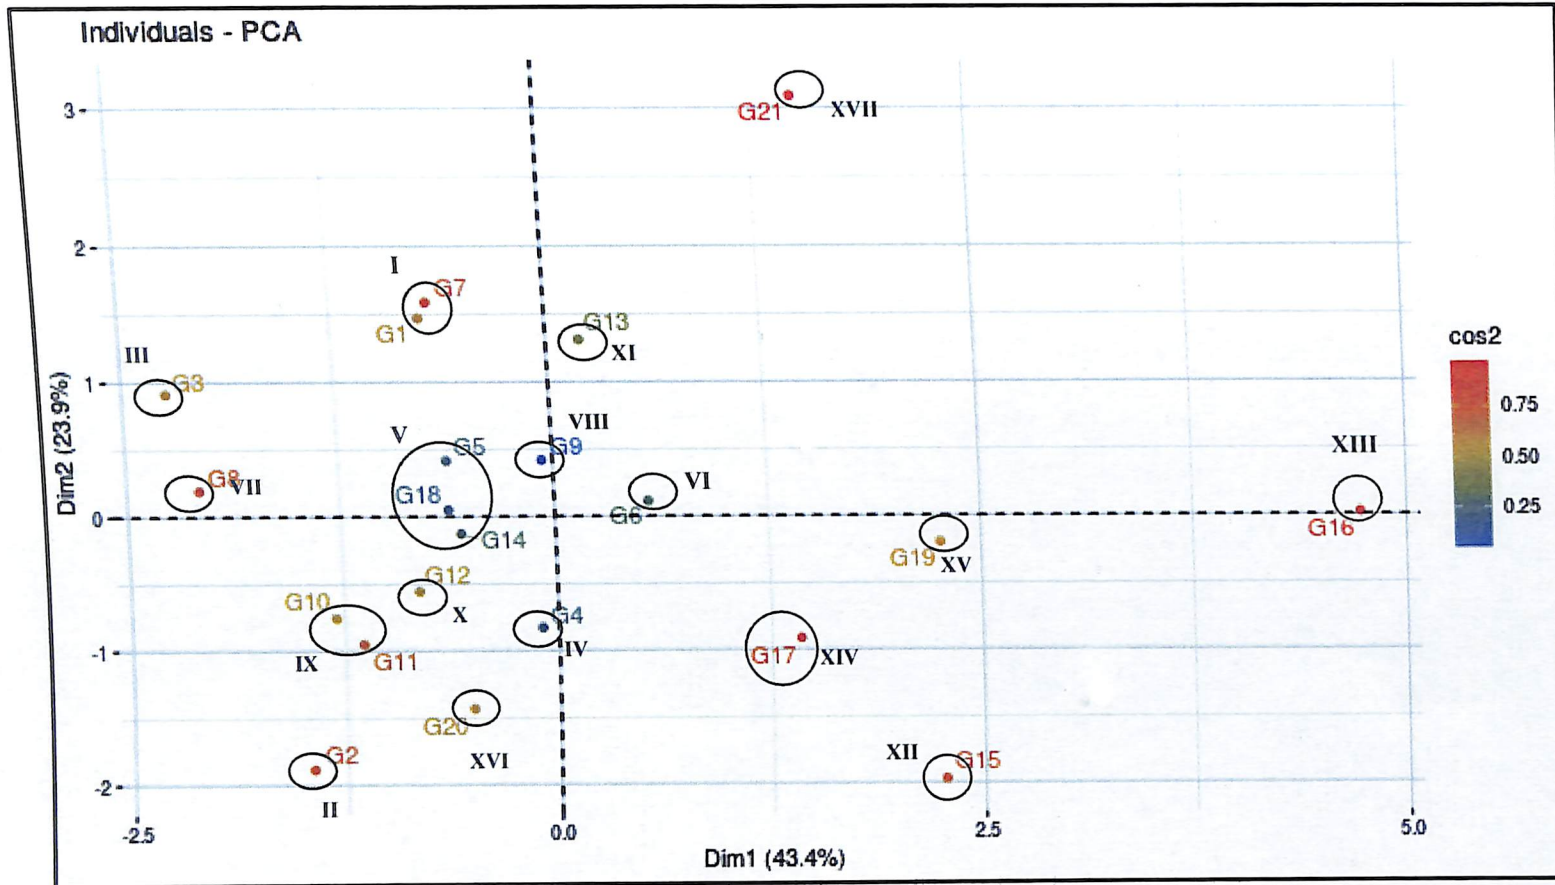 Individuals - PCA
3
G21
XVII
2
I
G7
G1
G13
XI
III
cos2
1
G3
0.75
VIII
V
G5
G9
0.50
XIII
G8
VII
G18
VI
0.25
G6
0
G14
G16
G19
XV
G12
G10
X
G4
IV
-1
IX
G11
G17
XIV
G20
XVI
XII
G15
G2
-2
II
-2.5
0.0
2.5
5.0
Dim1 (43.4%)
Dim2 (23.9%)